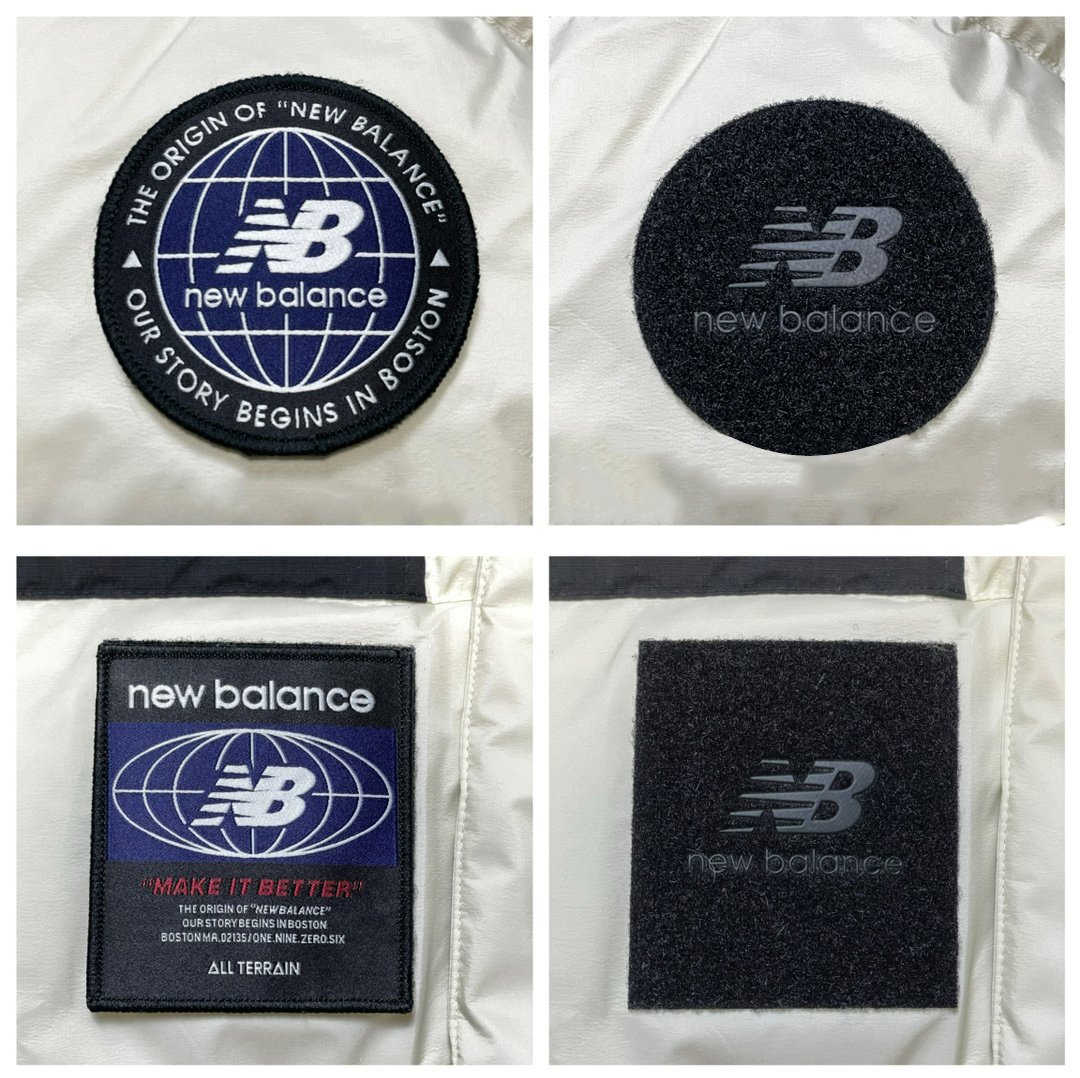 THE ORIGIN OF "NEW BALANCE"
NB
new balance
OUR STORY BEGINS IN BOSTON
NB
new balance
new balance
NB
"MAKE IT BETTER"
THE ORIGIN OF "NEWBALANCE"
OUR STORY BEGINS IN BOSTON
BOSTON MA.02135/ONE.NINE.ZERO.SIX
ALL TERRAIN
NB
new balance